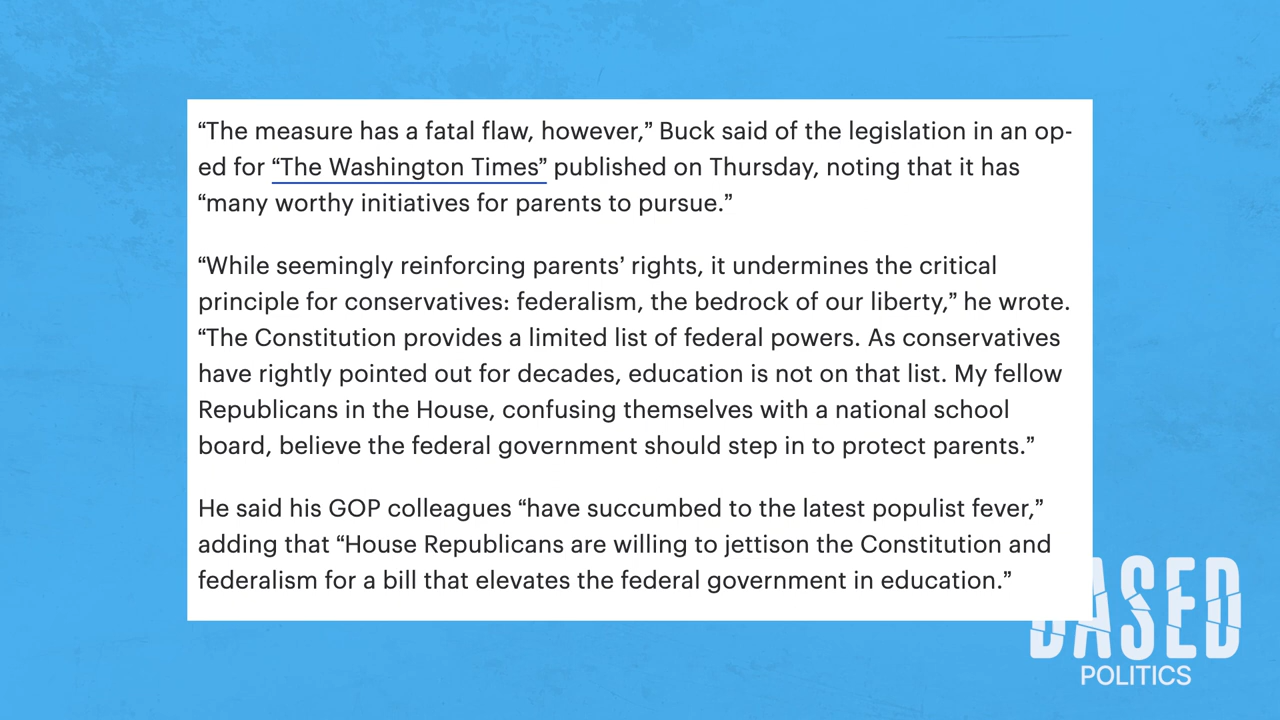 “The measure has a fatal flaw, however,” Buck said of the legislation in an op-
ed for “The Washington Times” published on Thursday, noting that it has
“many worthy initiatives for parents to pursue.”
“While seemingly reinforcing parents’ rights, it undermines the critical
principle for conservatives: federalism, the bedrock of our liberty,” he wrote.
“The Constitution provides a limited list of federal powers. As conservatives
have rightly pointed out for decades, education is not on that list. My fellow
Republicans in the House, confusing themselves with a national school
board, believe the federal government should step in to protect parents.”
He said his GOP colleagues “have succumbed to the latest populist fever,”
adding that “House Republicans are willing to jettison the Constitution and
federalism for a bill that elevates the federal government in education.”
BASED
POLITICS